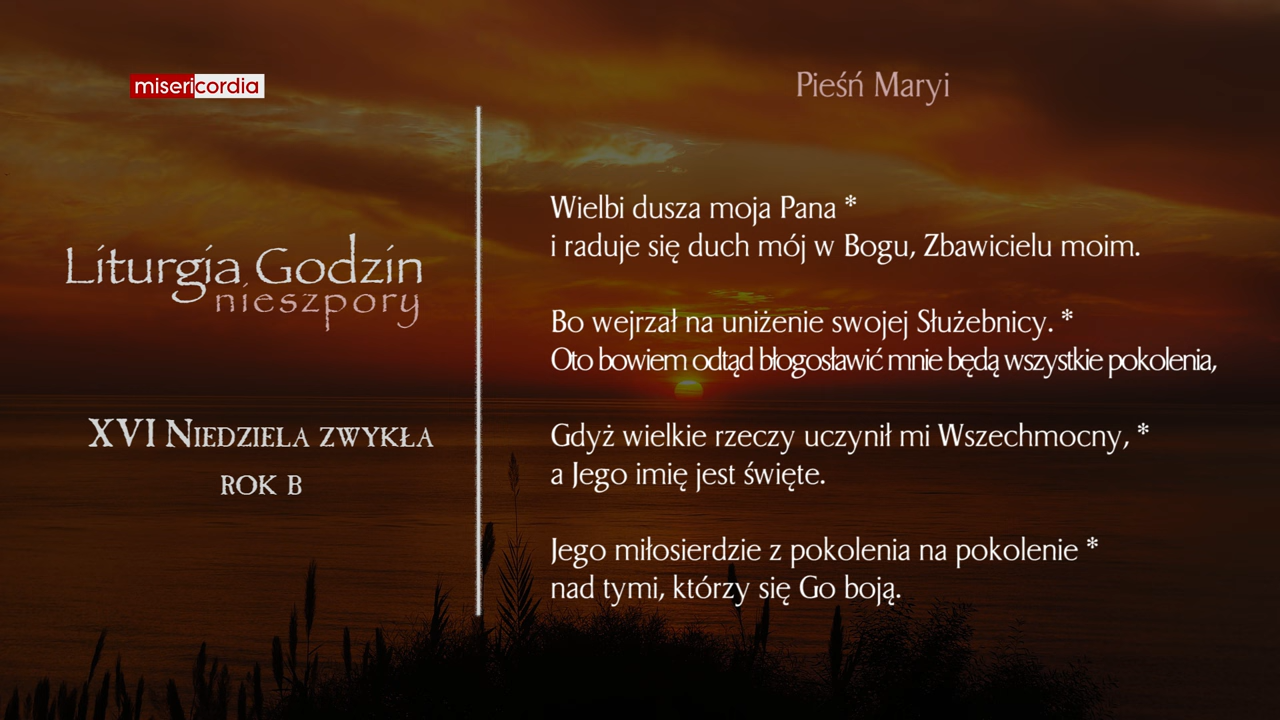 misericordia
Liturgia Godzin
nieszpory
XVI Niedziela zwykła
rok B
Pieśń Maryi
Wielbi dusza moja Pana *
i raduje się duch mój w Bogu, Zbawicielu moim.
Bo wejrzał na uniżenie swojej Służebnicy. *
Oto bowiem odtąd błogosławić mnie będą wszystkie pokolenia,
Gdyż wielkie rzeczy uczynił mi Wszechmocny, *
a Jego imię jest święte.
Jego miłosierdzie z pokolenia na pokolenie *
nad tymi, którzy się Go boją.